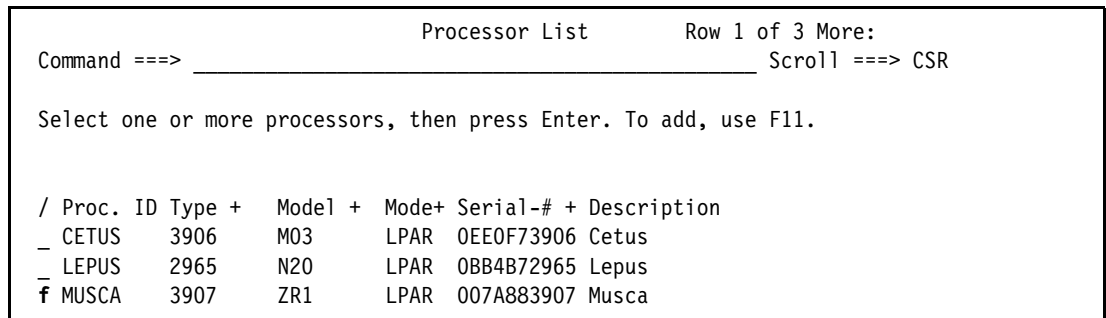 Processor List Row 1 of 3 More:
Command ===> _______________________________________________ Scroll ===> CSR
Select one or more processors, then press Enter. To add, use F11.
/ Proc. ID Type + Model + Mode+ Serial-# + Description
_ CETUS 3906 M03 LPAR 0EE0F73906 Cetus
_ LEPUS 2965 N20 LPAR 0BB4B72965 Lepus
f MUSCA 3907 ZR1 LPAR 007A883907 Musca